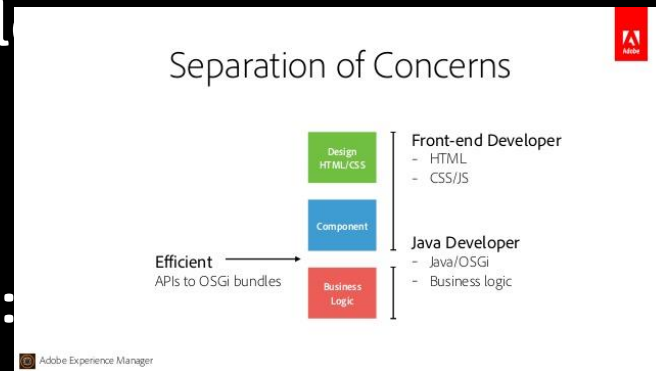 Adobe
Separation of Concerns
Design
HTML/CSS
Component
Business
Logic
Front-end Developer
- HTML
- CSS/JS
Java Developer
- Java/OSGi
- Business logic
Efficient
APIs to OSGi bundles
Adobe Experience Manager